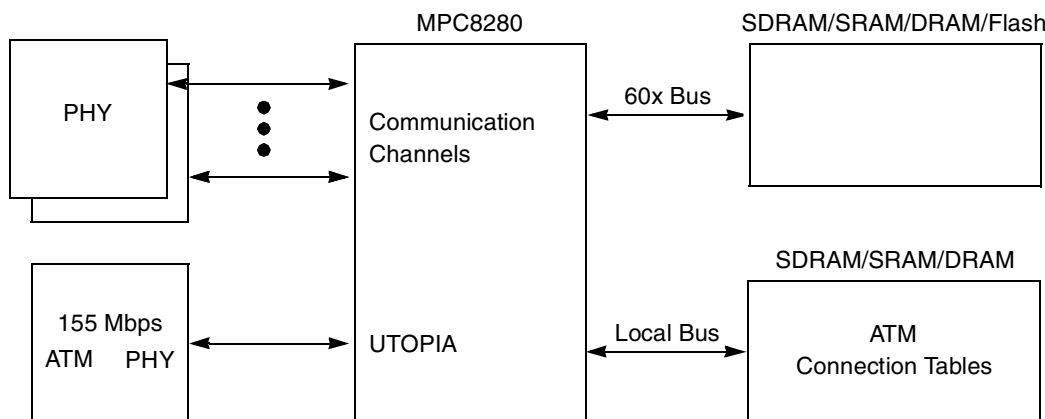 MPC8280
SDRAM/SRAM/DRAM/Flash
PHY
60x Bus
Communication
Channels
SDRAM/SRAM/DRAM
155 Mbps
ATM PHY
UTOPIA
Local Bus
ATM
Connection Tables